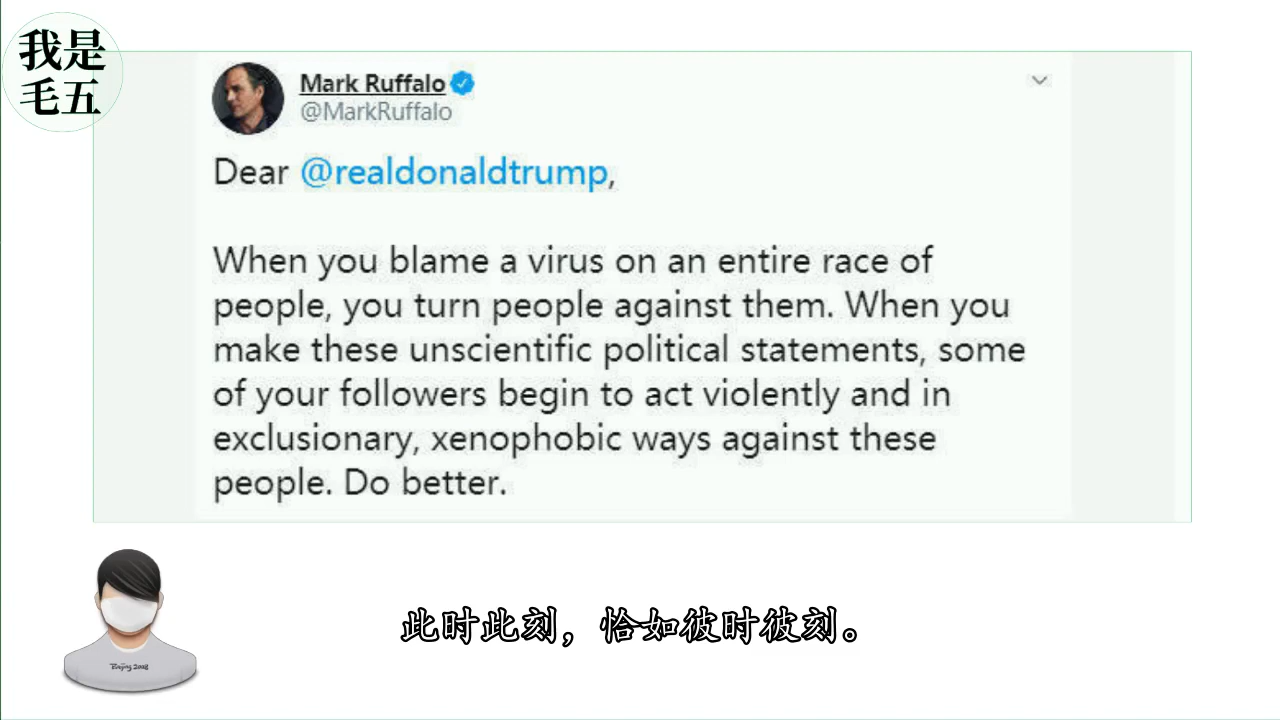 我是
毛五
Mark Ruffalo
@MarkRuffalo
Dear @realdonaldtrump,
When you blame a virus on an entire race of
people, you turn people against them. When you
make these unscientific political statements, some
of your followers begin to act violently and in
exclusionary, xenophobic ways against these
people. Do better.
此时此刻，恰如彼时彼刻。
Beijing 2008